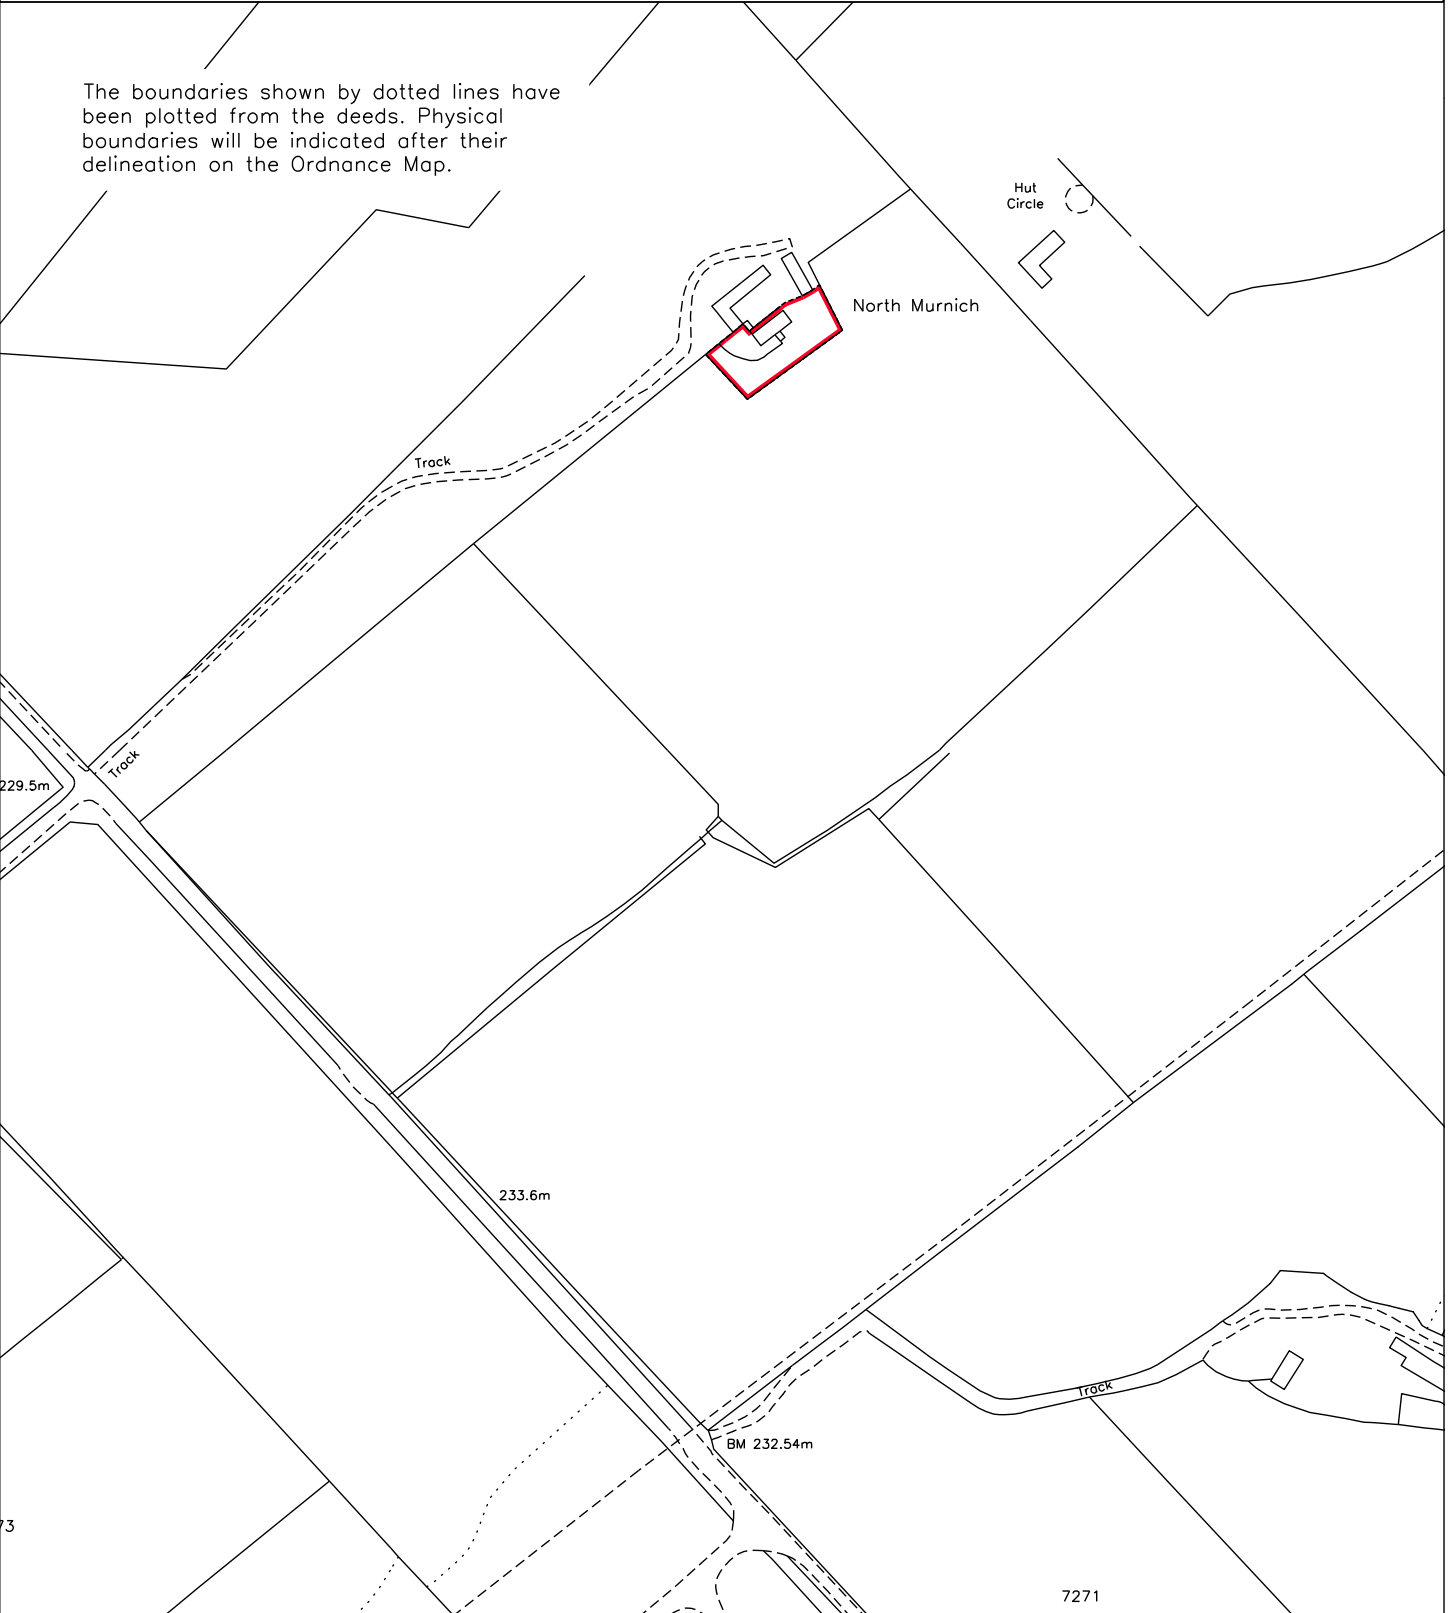 The boundaries shown by dotted lines have
been plotted from the deeds. Physical
boundaries will be indicated after their
delineation on the Ordnance Map.
Hut
Circle
North Murnich
Track
Track
229.5m
233.6m
Track
BM 232.54m
73
7271